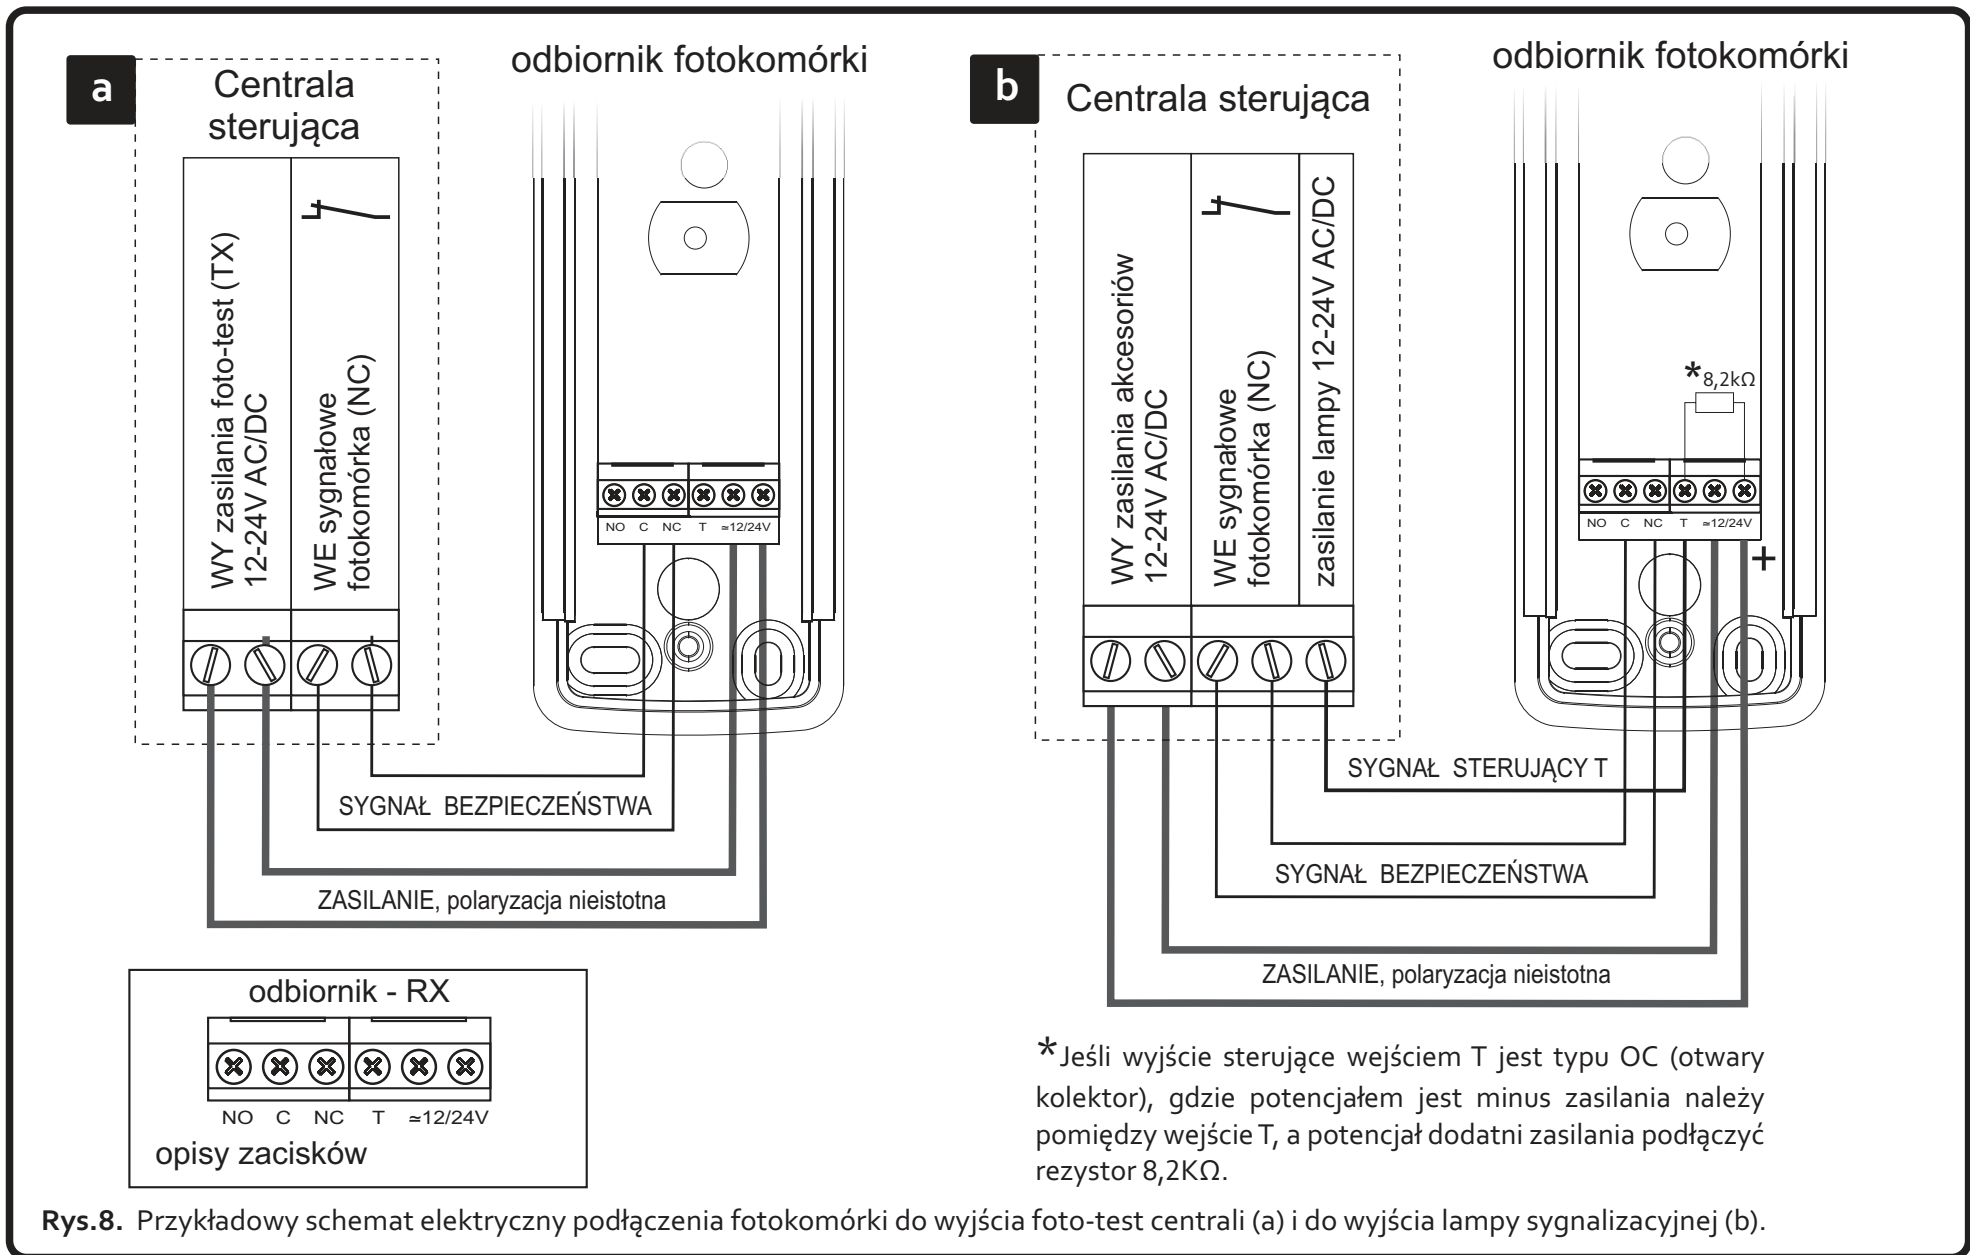 a
Centrala
sterująca
odbiornik fotokomórki
WY zasilania foto-test (TX)
12-24V AC/DC
WE sygnałowe
fotokomórka (NC)
NO C NC T ≃12/24V
SYGNAŁ BEZPIECZEŃSTWA
ZASILANIE, polaryzacja nieistotna
odbiornik - RX
NO C NC T ≃12/24V
opisy zacisków
b
Centrala sterująca
odbiornik fotokomórki
WY zasilania akcesoriów
12-24V AC/DC
WE sygnałowe
fotokomórka (NC)
zasilanie lampy 12-24V AC/DC
*8,2kΩ
NO C NC T ≃12/24V
+
SYGNAŁ STERUJĄCY T
SYGNAŁ BEZPIECZEŃSTWA
ZASILANIE, polaryzacja nieistotna
*Jeśli wyjście sterujące wejściem T jest typu OC (otwary
kolektor), gdzie potencjałem jest minus zasilania należy
pomiędzy wejście T, a potencjał dodatni zasilania podłączyć
rezystor 8,2KΩ.
Rys.8. Przykładowy schemat elektryczny podłączenia fotokomórki do wyjścia foto-test centrali (a) i do wyjścia lampy sygnalizacyjnej (b).